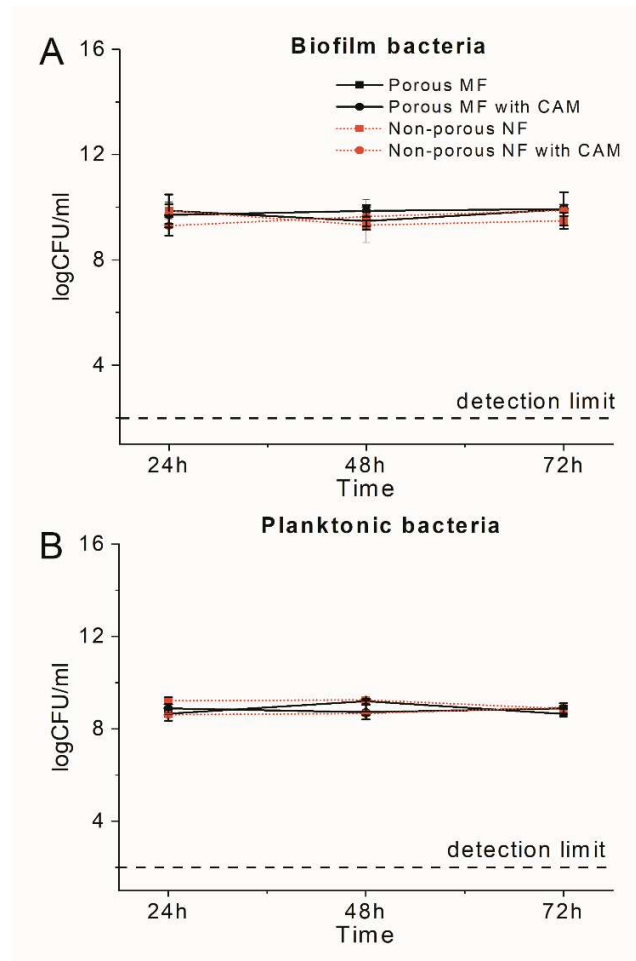 A
Biofilm bacteria
Porous MF
Porous MF with CAM
Non-porous NF
Non-porous NF with CAM
16
12
8
4
logCFU/ml
detection limit
24h
48h
72h
Time
B
Planktonic bacteria
16
12
8
4
logCFU/ml
detection limit
24h
48h
72h
Time